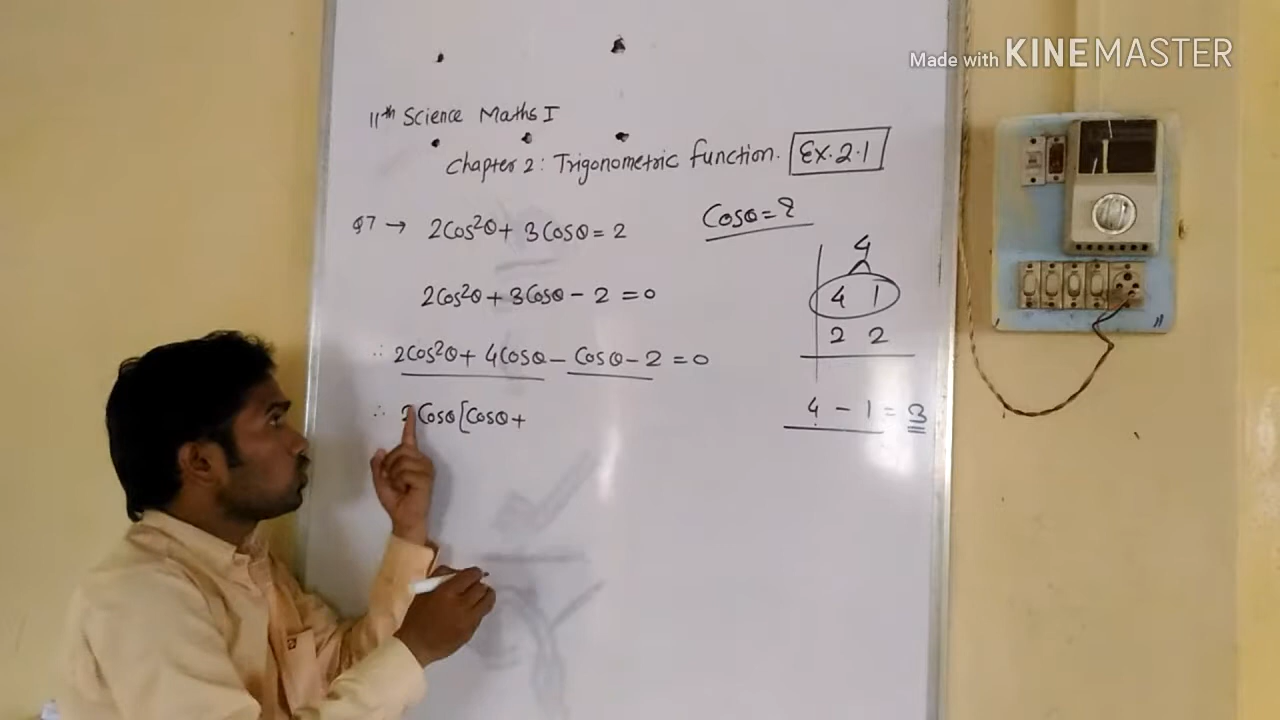 Made with KINEMASTER
11th Science Maths I
Chapter 2: Trigonometric function. Ex.2.1
Q7 → 2Cos²θ + 3Cosθ = 2
Cosθ = ?
2Cos²θ + 3Cosθ - 2 = 0
∴ 2Cos²θ + 4Cosθ - Cosθ - 2 = 0
∴ 2Cosθ[Cosθ+
4
4 1
2 2
4 - 1 = 3